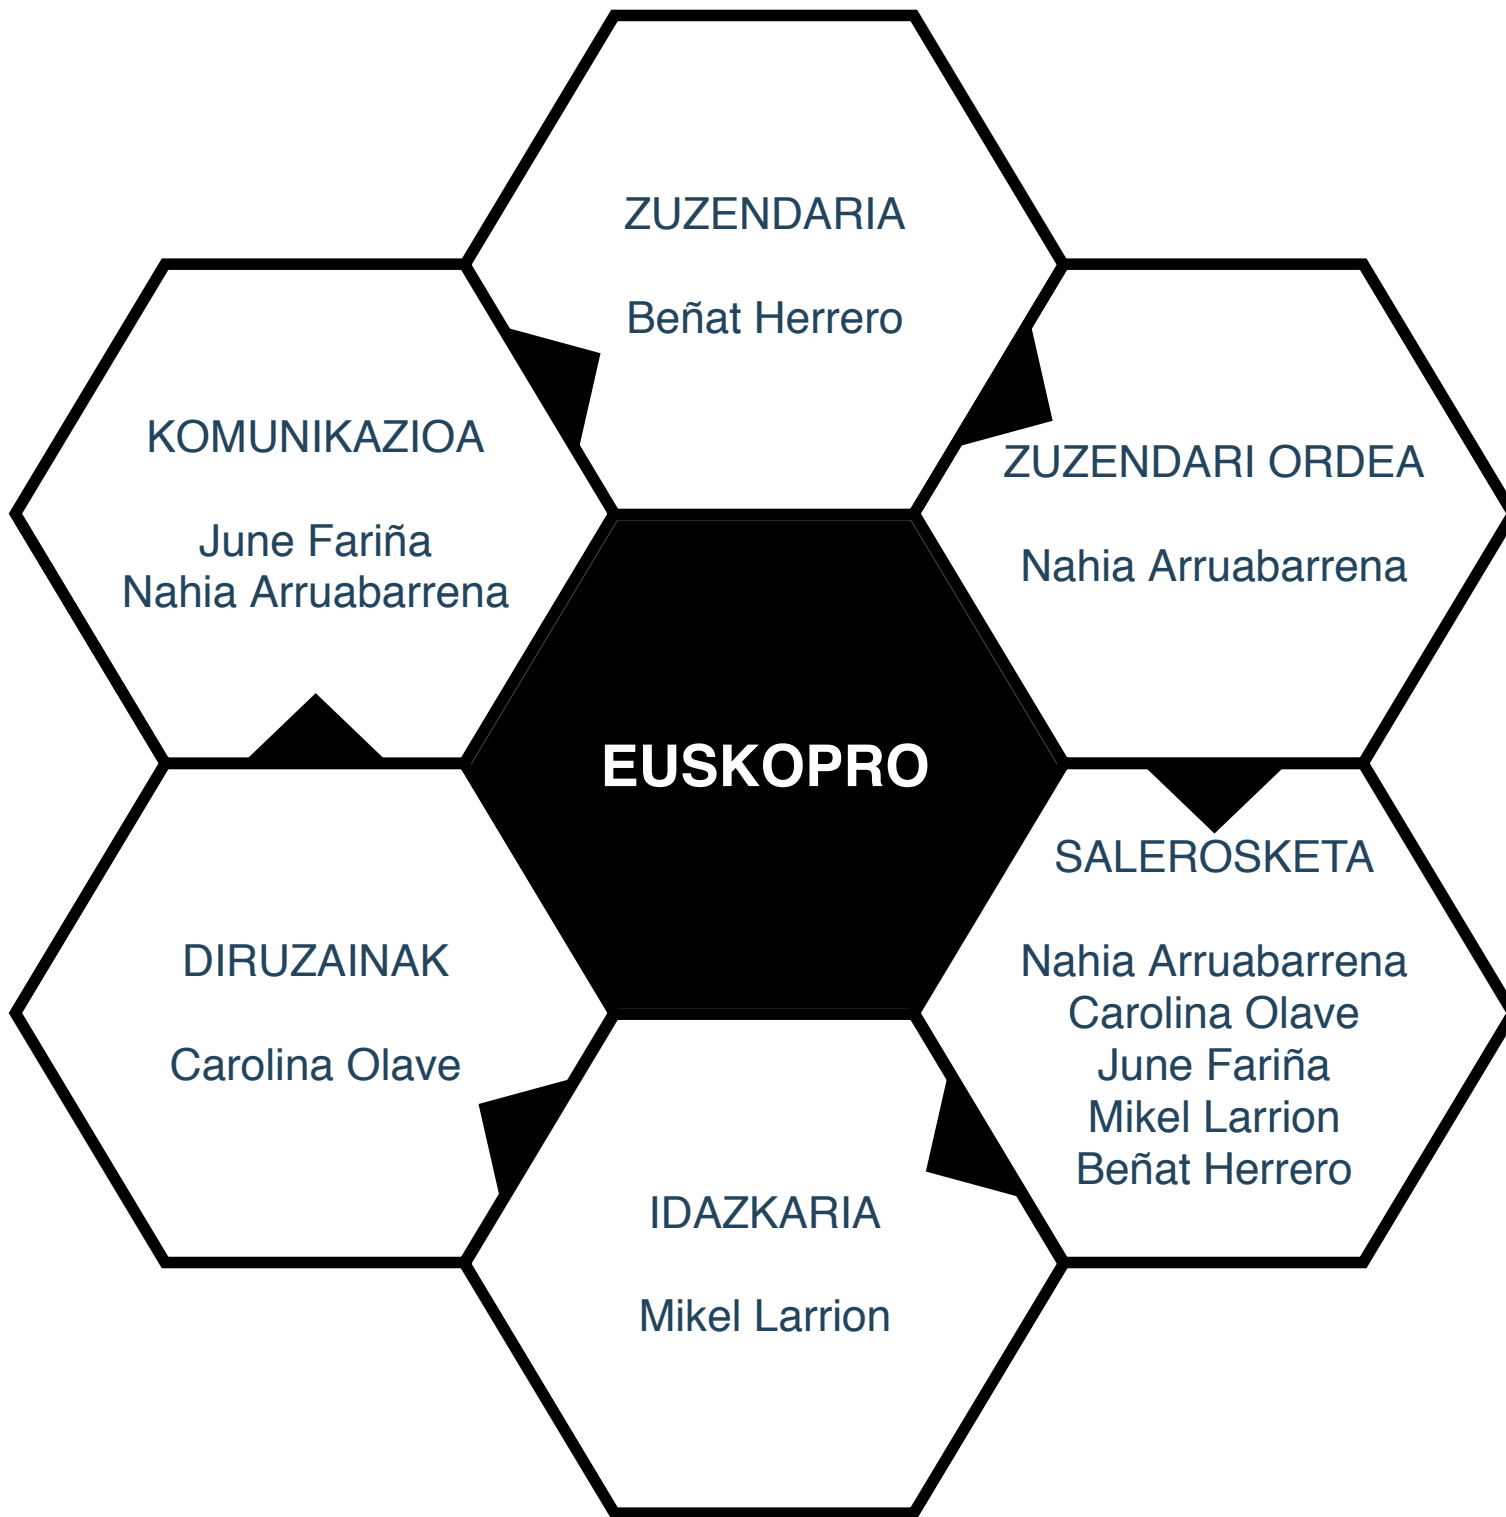 ZUZENDARIA
Beñat Herrero
ZUZENDARI ORDEA
Nahia Arruabarrena
SALEROSKETA
Nahia Arruabarrena
Carolina Olave
June Fariña
Mikel Larrion
Beñat Herrero
IDAZKARIA
Mikel Larrion
DIRUZAINAK
Carolina Olave
KOMUNIKAZIOA
June Fariña
Nahia Arruabarrena
EUSKOPRO